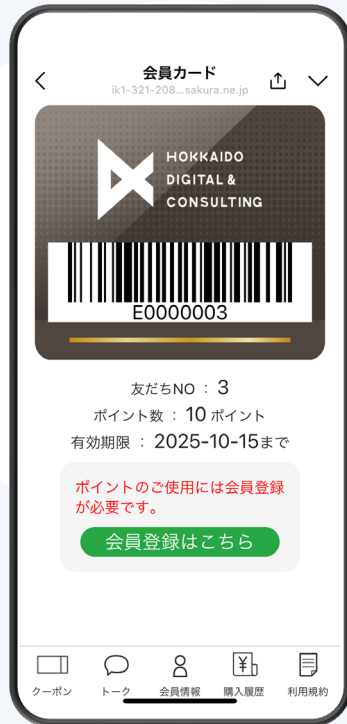 会員カード
ik1-321-208...sakura.ne.jp
HOKKAIDO
DIGITAL &
CONSULTING
E0000003
友だちNO : 3
ポイント数 : 10 ポイント
有効期限 : 2025-10-15まで
ポイントのご使用には会員登録
が必要です。
会員登録はこちら
クーポン トーク 会員情報 購入履歴 利用規約